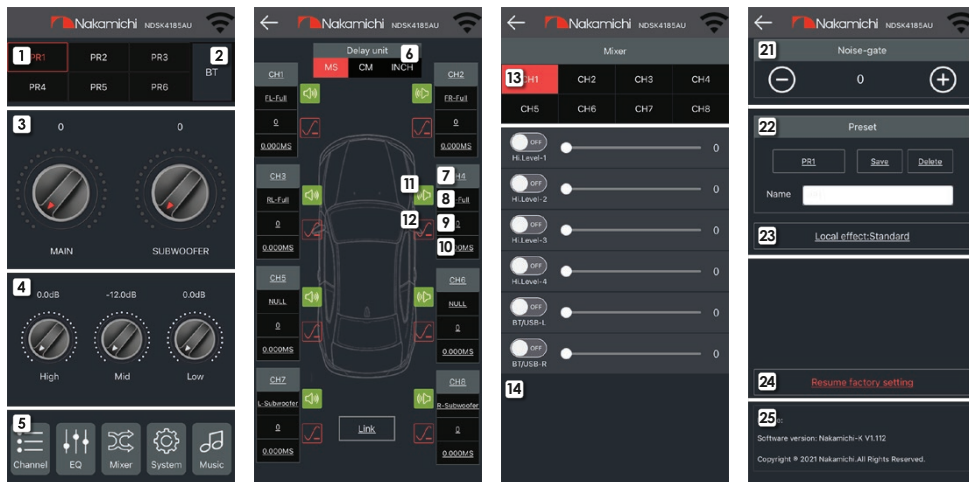 Nakamichi NDSK4185AU
1 PR1 PR2 PR3 2
BT
PR4 PR5 PR6
3 0 0
MAIN SUBWOOFER
4 0.0dB -12.0dB 0.0dB
High Mid Low
5
Channel EQ Mixer System Music
Nakamichi NDSK4185AU
Delay unit 6
MS CM INCH
CH1 CH2
FL-Full FR-Full
0 0
0.000MS 0.000MS
CH3 7 H4
RL-Full 11 8 -Full
0 12 9 0
0.000MS 10 0MS
CH5 CH6
NULL NULL
0 0
0.000MS 0.000MS
CH7 CH8
L-Subwoofer R-Subwoofer
0 Link 0
0.000MS 0.000MS
Nakamichi NDSK4185AU
Mixer
13 CH1 CH2 CH3 CH4
CH5 CH6 CH7 CH8
OFF 0
Hi.Level-1
OFF 0
Hi.Level-2
OFF 0
Hi.Level-3
OFF 0
Hi.Level-4
OFF 0
BT/USB-L
OFF 0
BT/USB-R
14
Nakamichi NDSK4185AU
21 Noise-gate
0
22 Preset
PR1 Save Delete
Name
23 Local effect:Standard
24 Resume factory setting
25
Software version: Nakamichi-K V1.112
Copyright ® 2021 Nakamichi.All Rights Reserved.